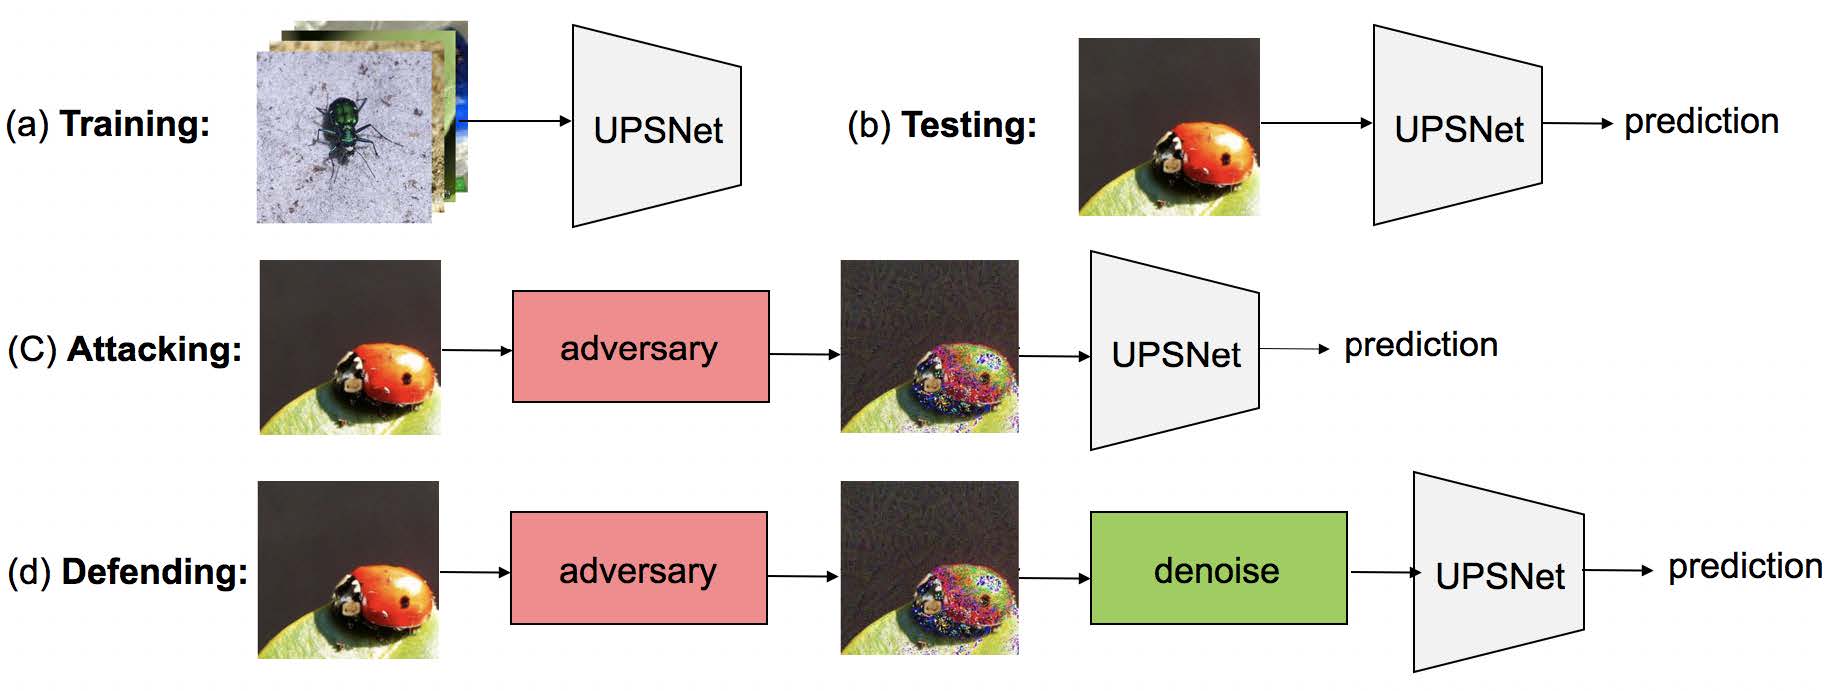 (a) Training:
UPSNet
(b) Testing:
UPSNet
prediction
(C) Attacking:
adversary
UPSNet
prediction
(d) Defending:
adversary
denoise
UPSNet
prediction